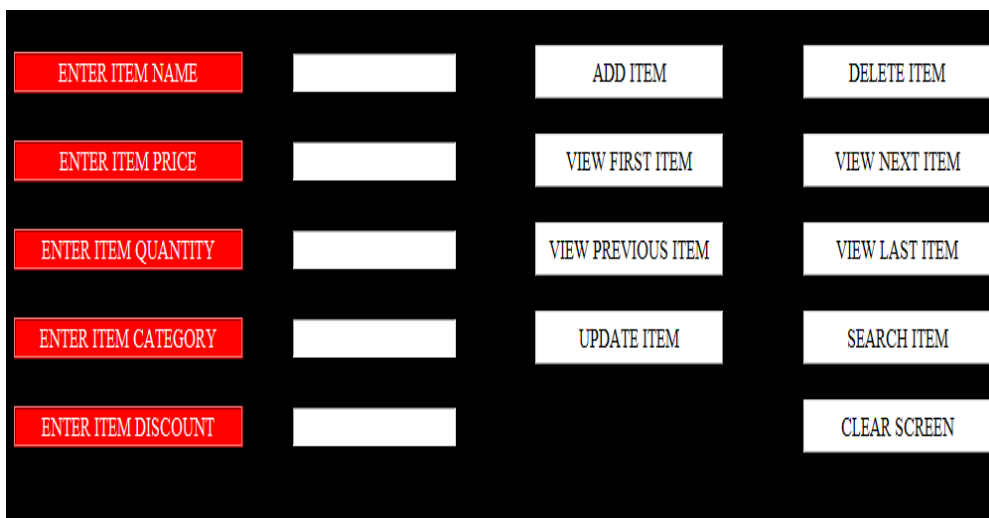 ENTER ITEM NAME
ADD ITEM
DELETE ITEM
ENTER ITEM PRICE
VIEW FIRST ITEM
VIEW NEXT ITEM
ENTER ITEM QUANTITY
VIEW PREVIOUS ITEM
VIEW LAST ITEM
ENTER ITEM CATEGORY
UPDATE ITEM
SEARCH ITEM
ENTER ITEM DISCOUNT
CLEAR SCREEN